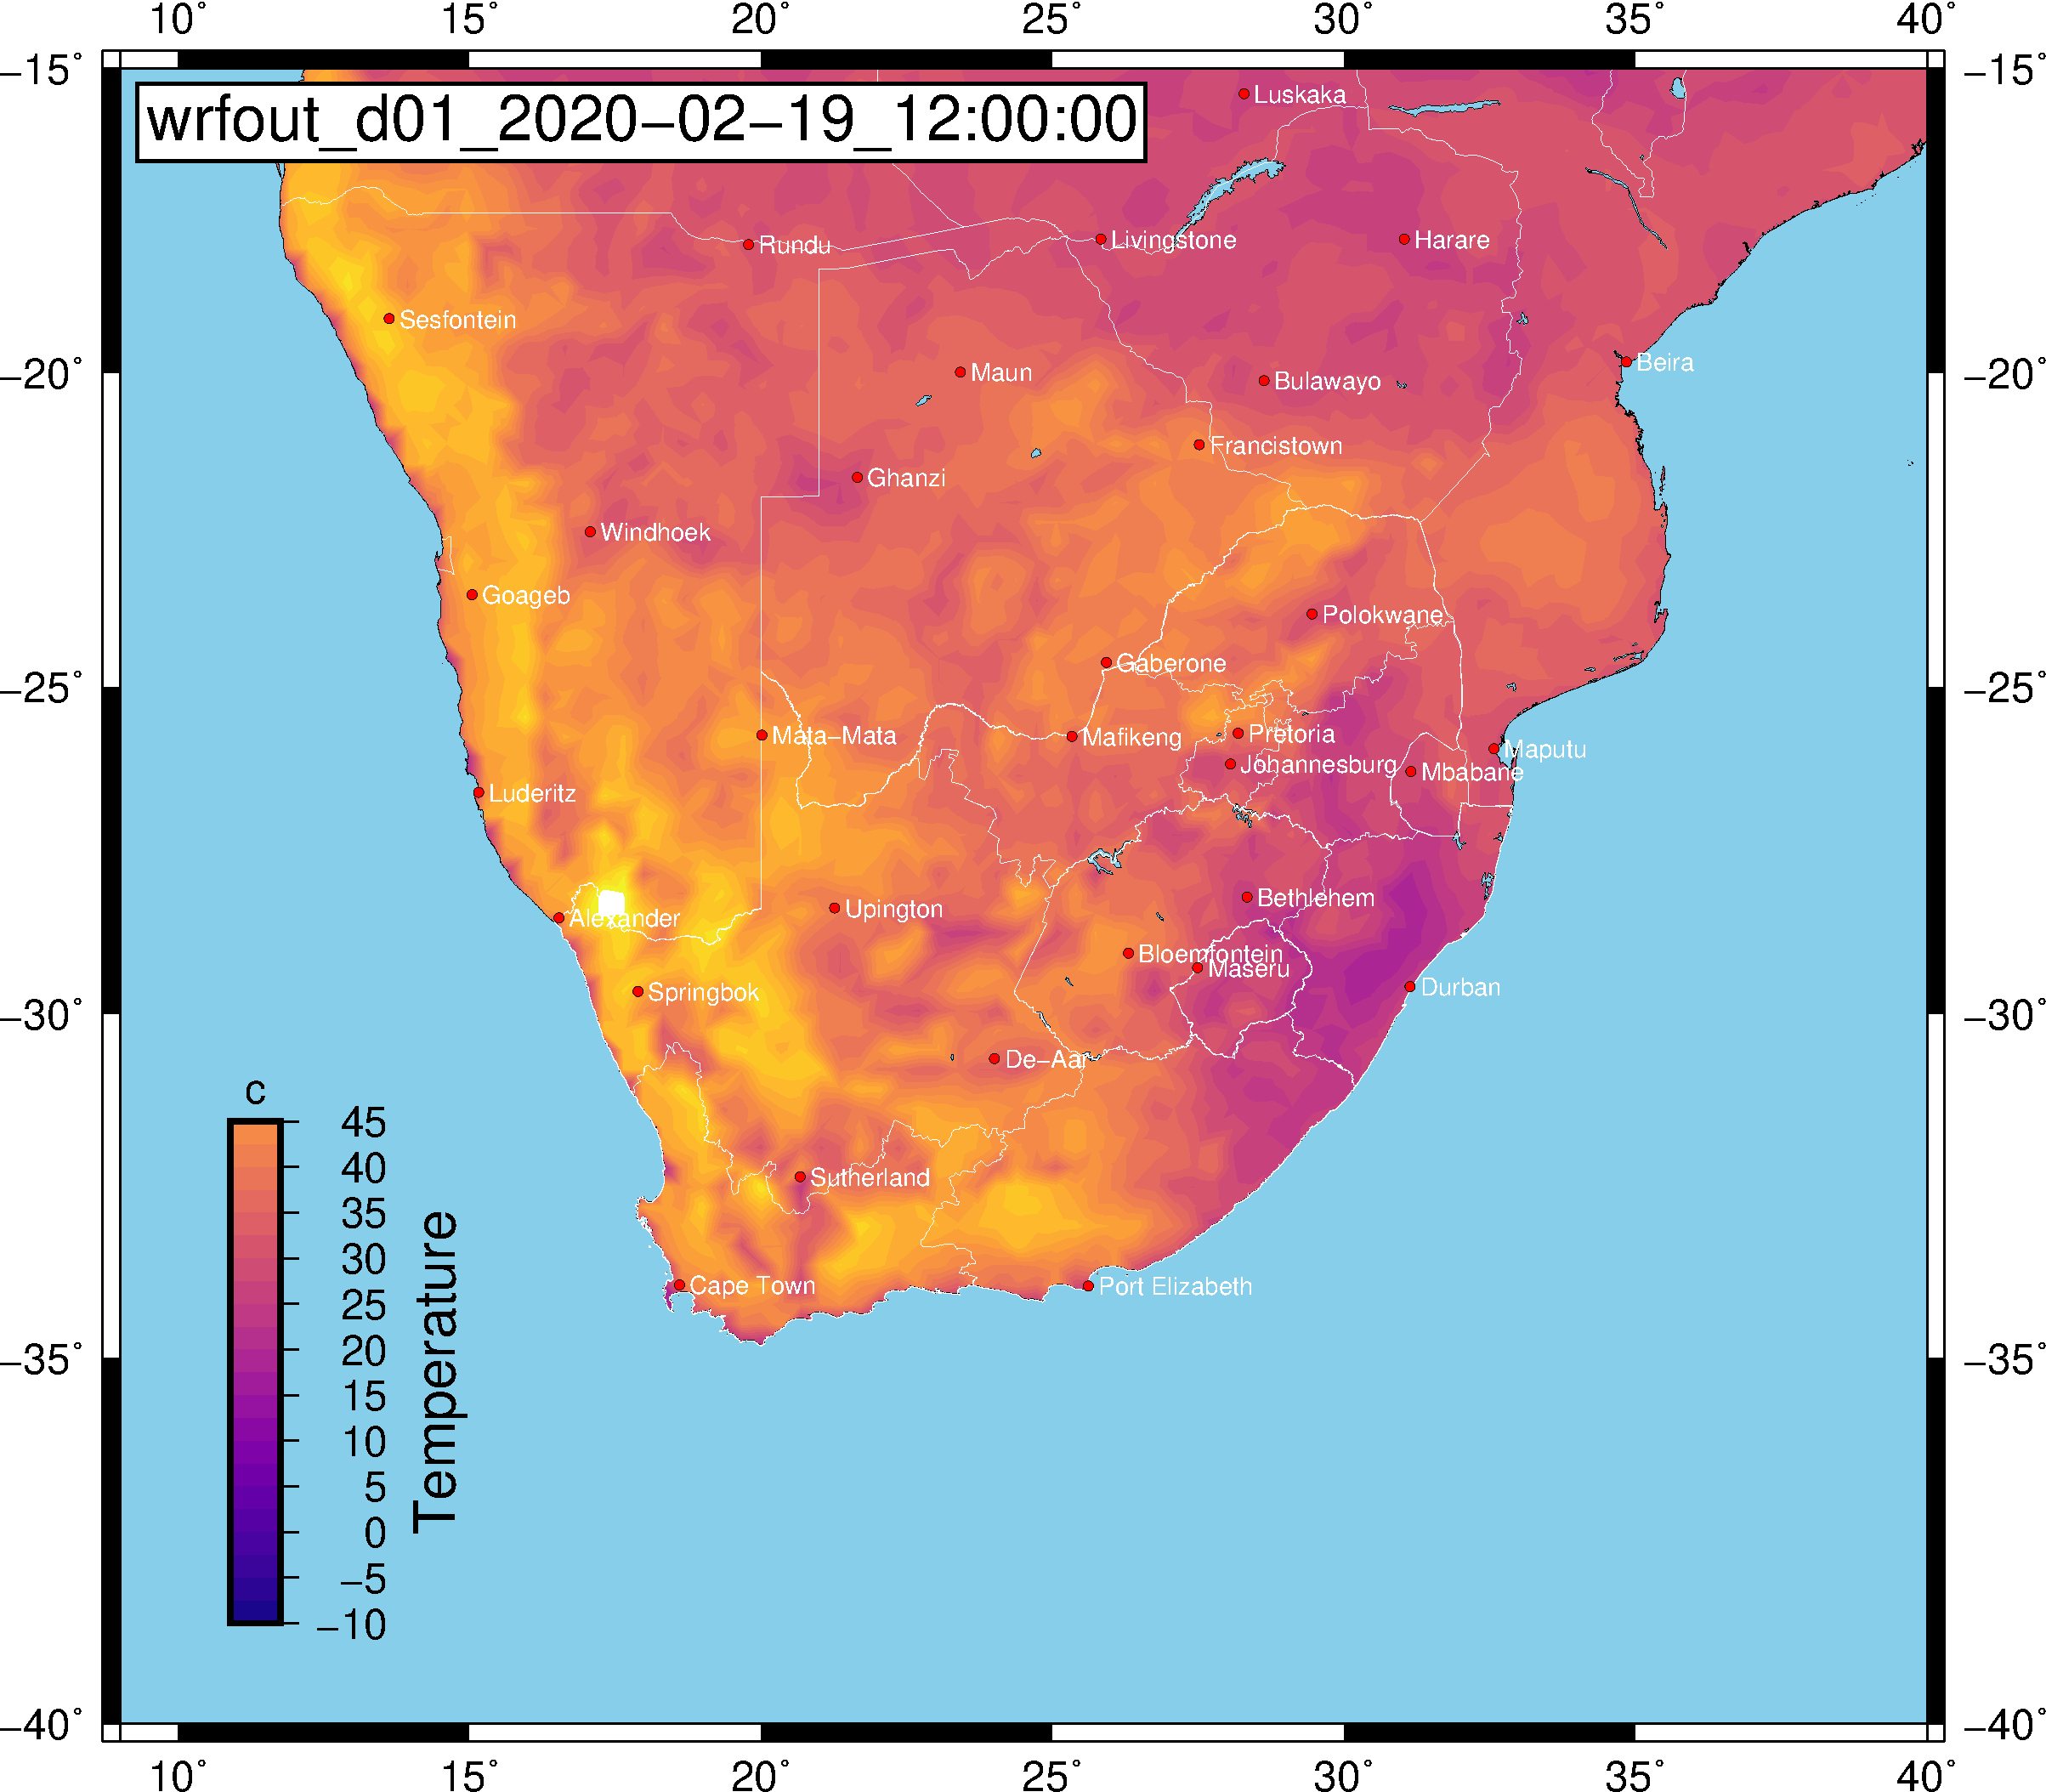 10° 15° 20° 25° 30° 35° 40°
−15° −15°
wrfout_d01_2020−02−19_12:00:00
Luskaka
Rundu
Livingstone
Harare
Sesfontein
Beira
−20° −20°
Maun
Bulawayo
Francistown
Ghanzi
Windhoek
Goageb
Polokwane
Gaberone
−25° −25°
Mata−Mata
Mafikeng
Pretoria
Maputu
Johannesburg
Mbabane
Luderitz
Bethlehem
Upington
Alexander
Bloemfontein
Maseru
Durban
Springbok
−30° −30°
De−Aar
Sutherland
Cape Town
Port Elizabeth
−35° −35°
c
45
40
35
30
25
20
15
10
5
0
−5
−10
Temperature
−40° −40°
10° 15° 20° 25° 30° 35° 40°